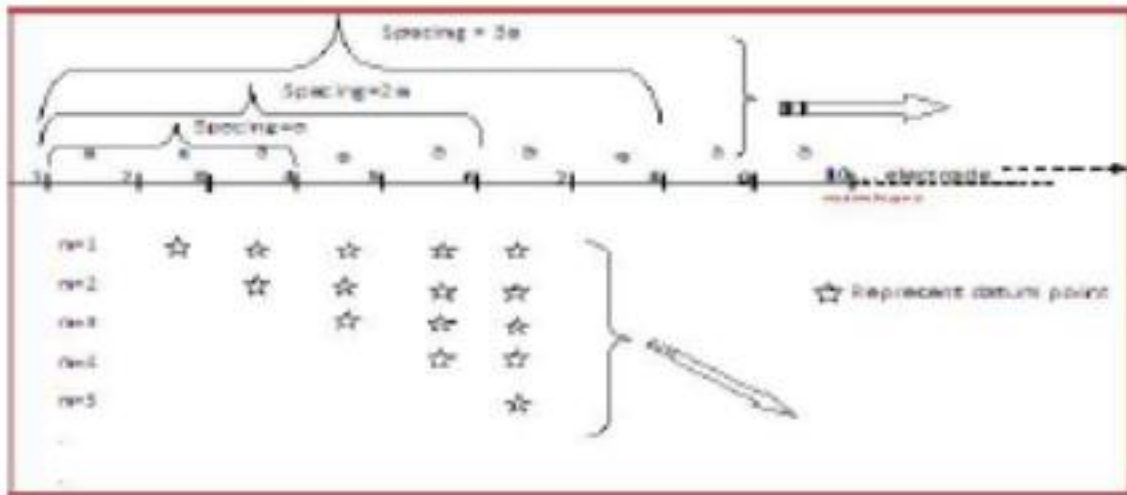 Spacing = 3a
Spacing=2a
Spacing=a
a a a a a a a a a
1 2 3 4 5 6 7 8 9 10 electrode
n=1
n=2
n=3
n=4
n=5
.
.
Represent datum point